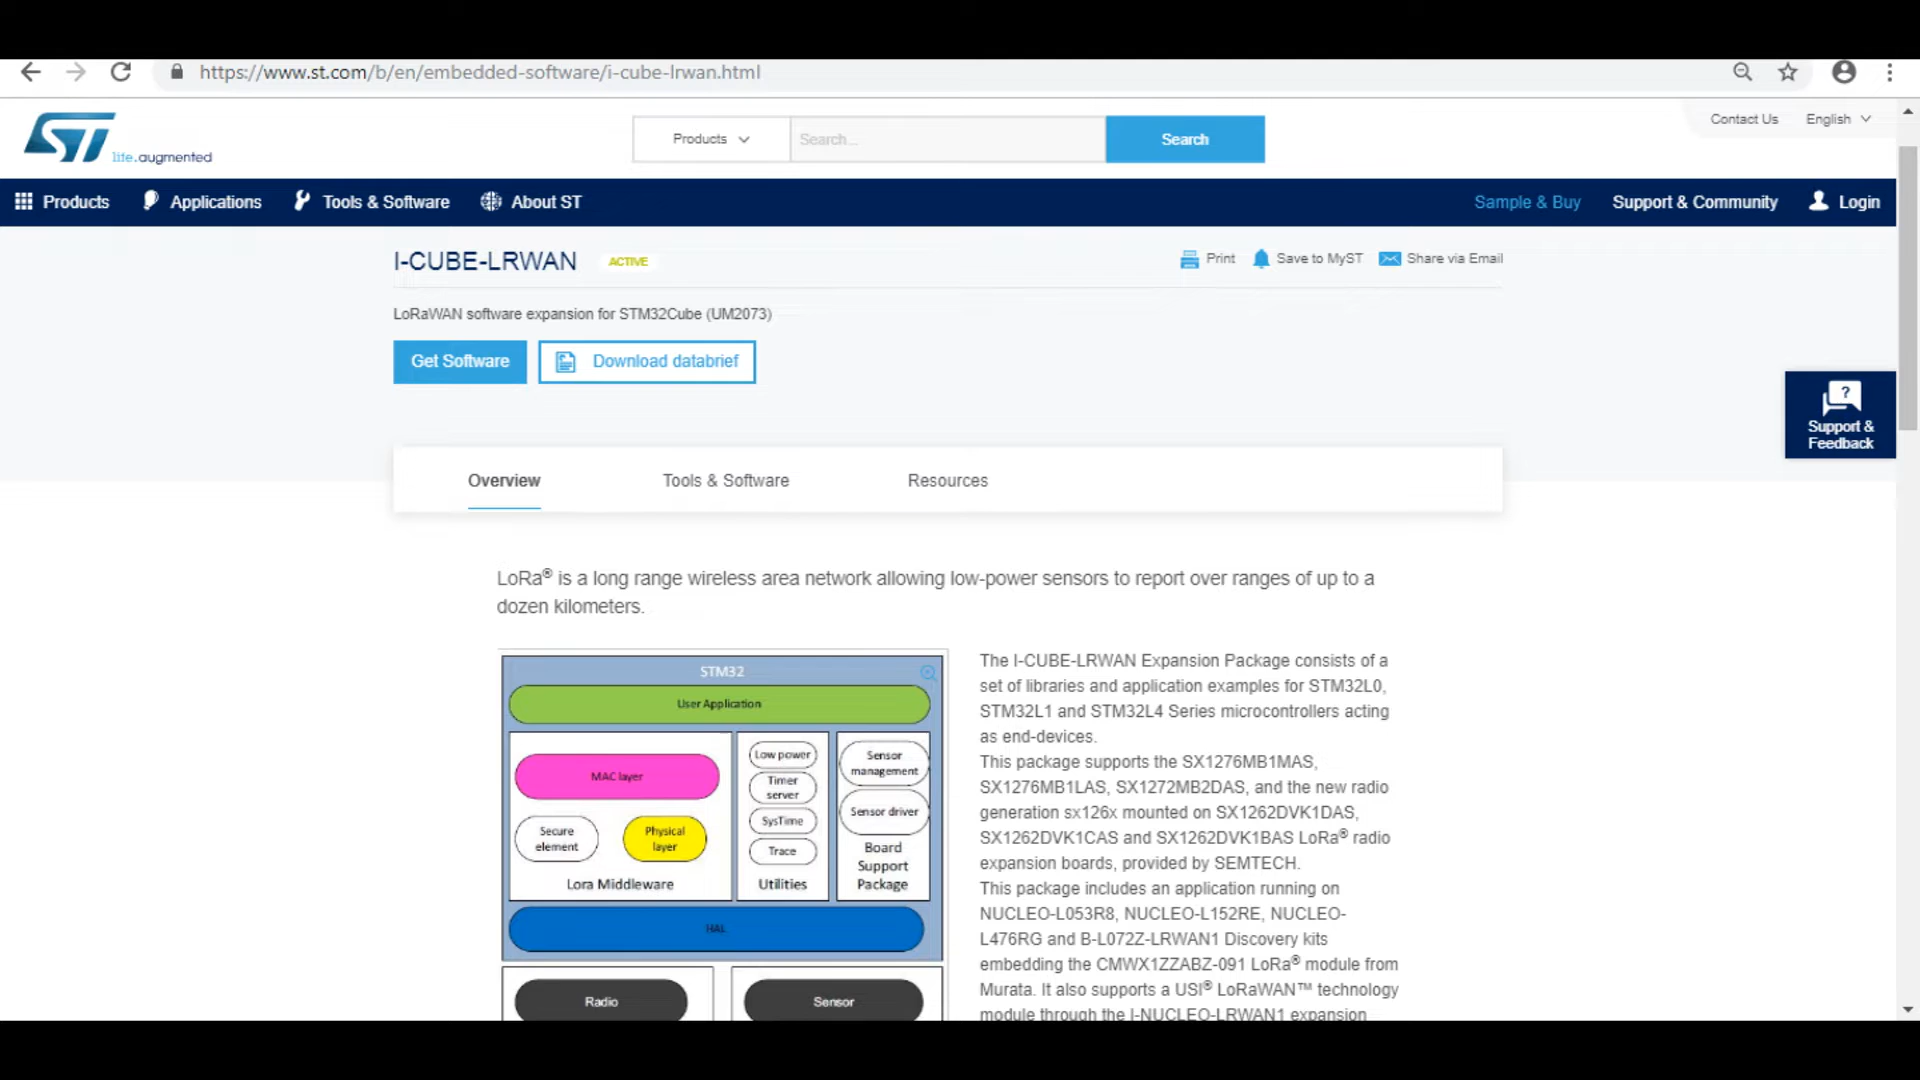 https://www.st.com/b/en/embedded-software/i-cube-lrwan.html
Contact Us English
ST life.augmented
Products Search... Search
Products Applications Tools & Software About ST Sample & Buy Support & Community Login
I-CUBE-LRWAN ACTIVE Print Save to MyST Share via Email
LoRaWAN software expansion for STM32Cube (UM2073)
Get Software Download databrief
Support &
Feedback
Overview Tools & Software Resources
LoRa® is a long range wireless area network allowing low-power sensors to report over ranges of up to a
dozen kilometers.
STM32
User Application
MAC layer
Secure
element
Physical
layer
Lora Middleware
Low power
Timer
server
SysTime
Trace
Utilities
Sensor
management
Sensor driver
Board
Support
Package
HAL
Radio
Sensor
The I-CUBE-LRWAN Expansion Package consists of a
set of libraries and application examples for STM32L0,
STM32L1 and STM32L4 Series microcontrollers acting
as end-devices.
This package supports the SX1276MB1MAS,
SX1276MB1LAS, SX1272MB2DAS, and the new radio
generation sx126x mounted on SX1262DVK1DAS,
SX1262DVK1CAS and SX1262DVK1BAS LoRa® radio
expansion boards, provided by SEMTECH.
This package includes an application running on
NUCLEO-L053R8, NUCLEO-L152RE, NUCLEO-
L476RG and B-L072Z-LRWAN1 Discovery kits
embedding the CMWX1ZZABZ-091 LoRa® module from
Murata. It also supports a USI® LoRaWAN™ technology
module through the I-NUCLEO-LRWAN1 expansion